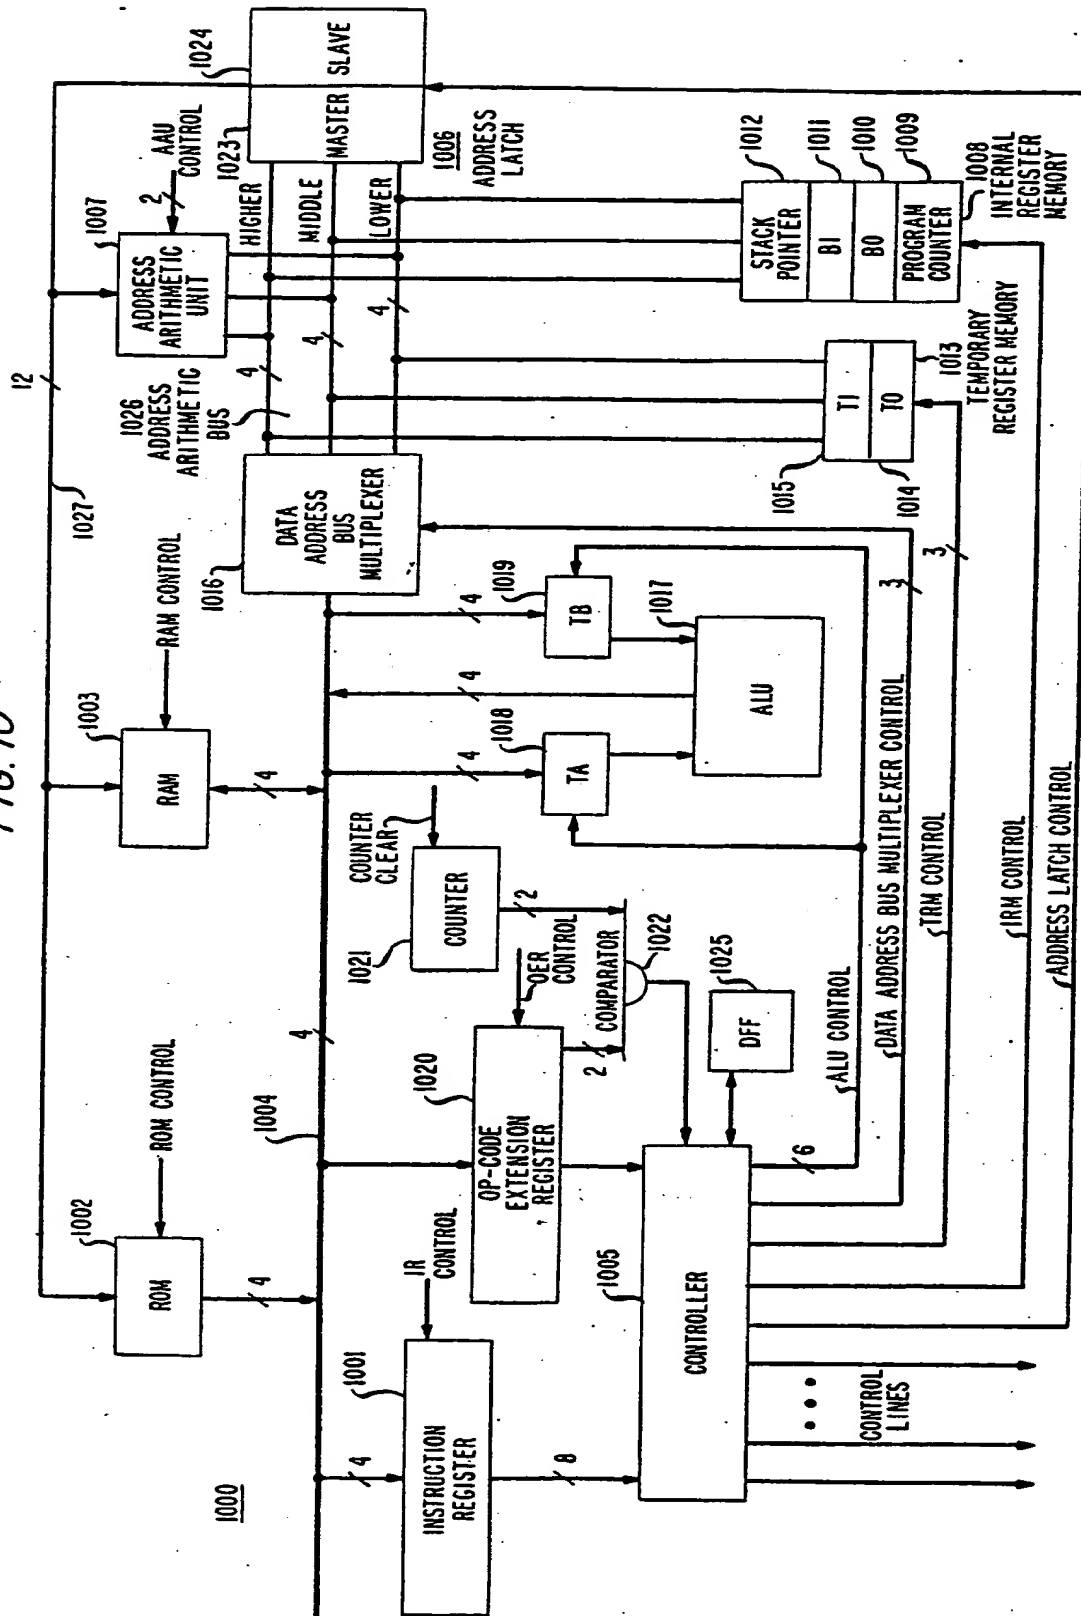 FIG. 10
1000
1027
12
1002
ROM
ROM CONTROL
4
1003
RAM
RAM CONTROL
4
1007
ADDRESS
ARITHMETIC
UNIT
2
AAU
CONTROL
1026
ADDRESS
ARITHMETIC
BUS
1023
1024
MASTER
SLAVE
1006
ADDRESS
LATCH
HIGHER
MIDDLE
LOWER
4
4
4
1016
DATA
ADDRESS
BUS
MULTIPLEXER
1004
4
4
1001
INSTRUCTION
REGISTER
IR
CONTROL
8
1020
OP-CODE
EXTENSION
REGISTER
OER
CONTROL
2
1021
COUNTER
COUNTER
CLEAR
2
COMPARATOR
1022
4
1018
TA
4
4
1019
TB
1017
ALU
1015
T1
T0
1014
1013
TEMPORARY
REGISTER MEMORY
STACK
POINTER
B1
B0
PROGRAM
COUNTER
1012
1011
1010
1009
1008
INTERNAL
REGISTER
MEMORY
1005
CONTROLLER
1025
DFF
6
ALU CONTROL
DATA ADDRESS BUS MULTIPLEXER CONTROL
3
TRM CONTROL
3
IRM CONTROL
ADDRESS LATCH CONTROL
CONTROL
LINES